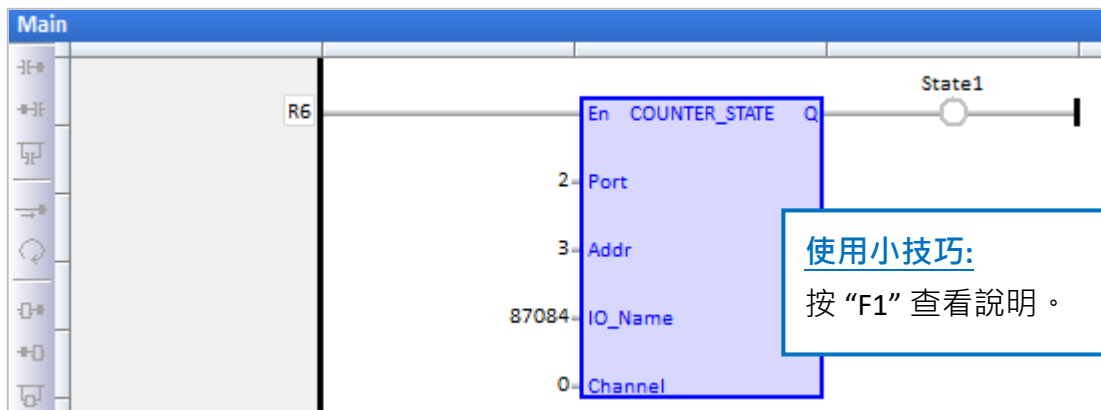 Main
State1
R6
En COUNTER_STATE Q
2 Port
3 Addr
87084 IO_Name
0 Channel
使用小技巧:
按 “F1” 查看說明。